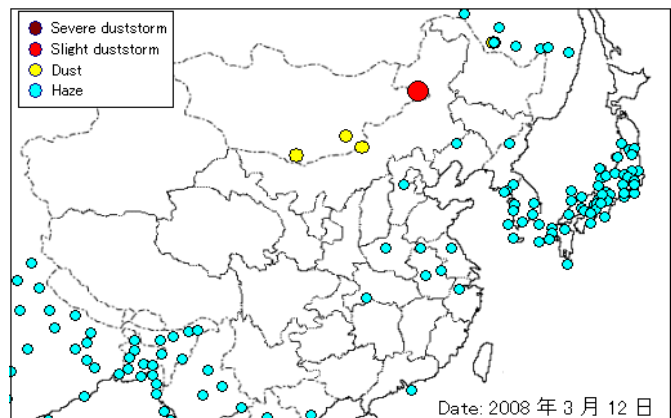 Severe duststorm
Slight duststorm
Dust
Haze
Date: 2008 年 3 月 12 日